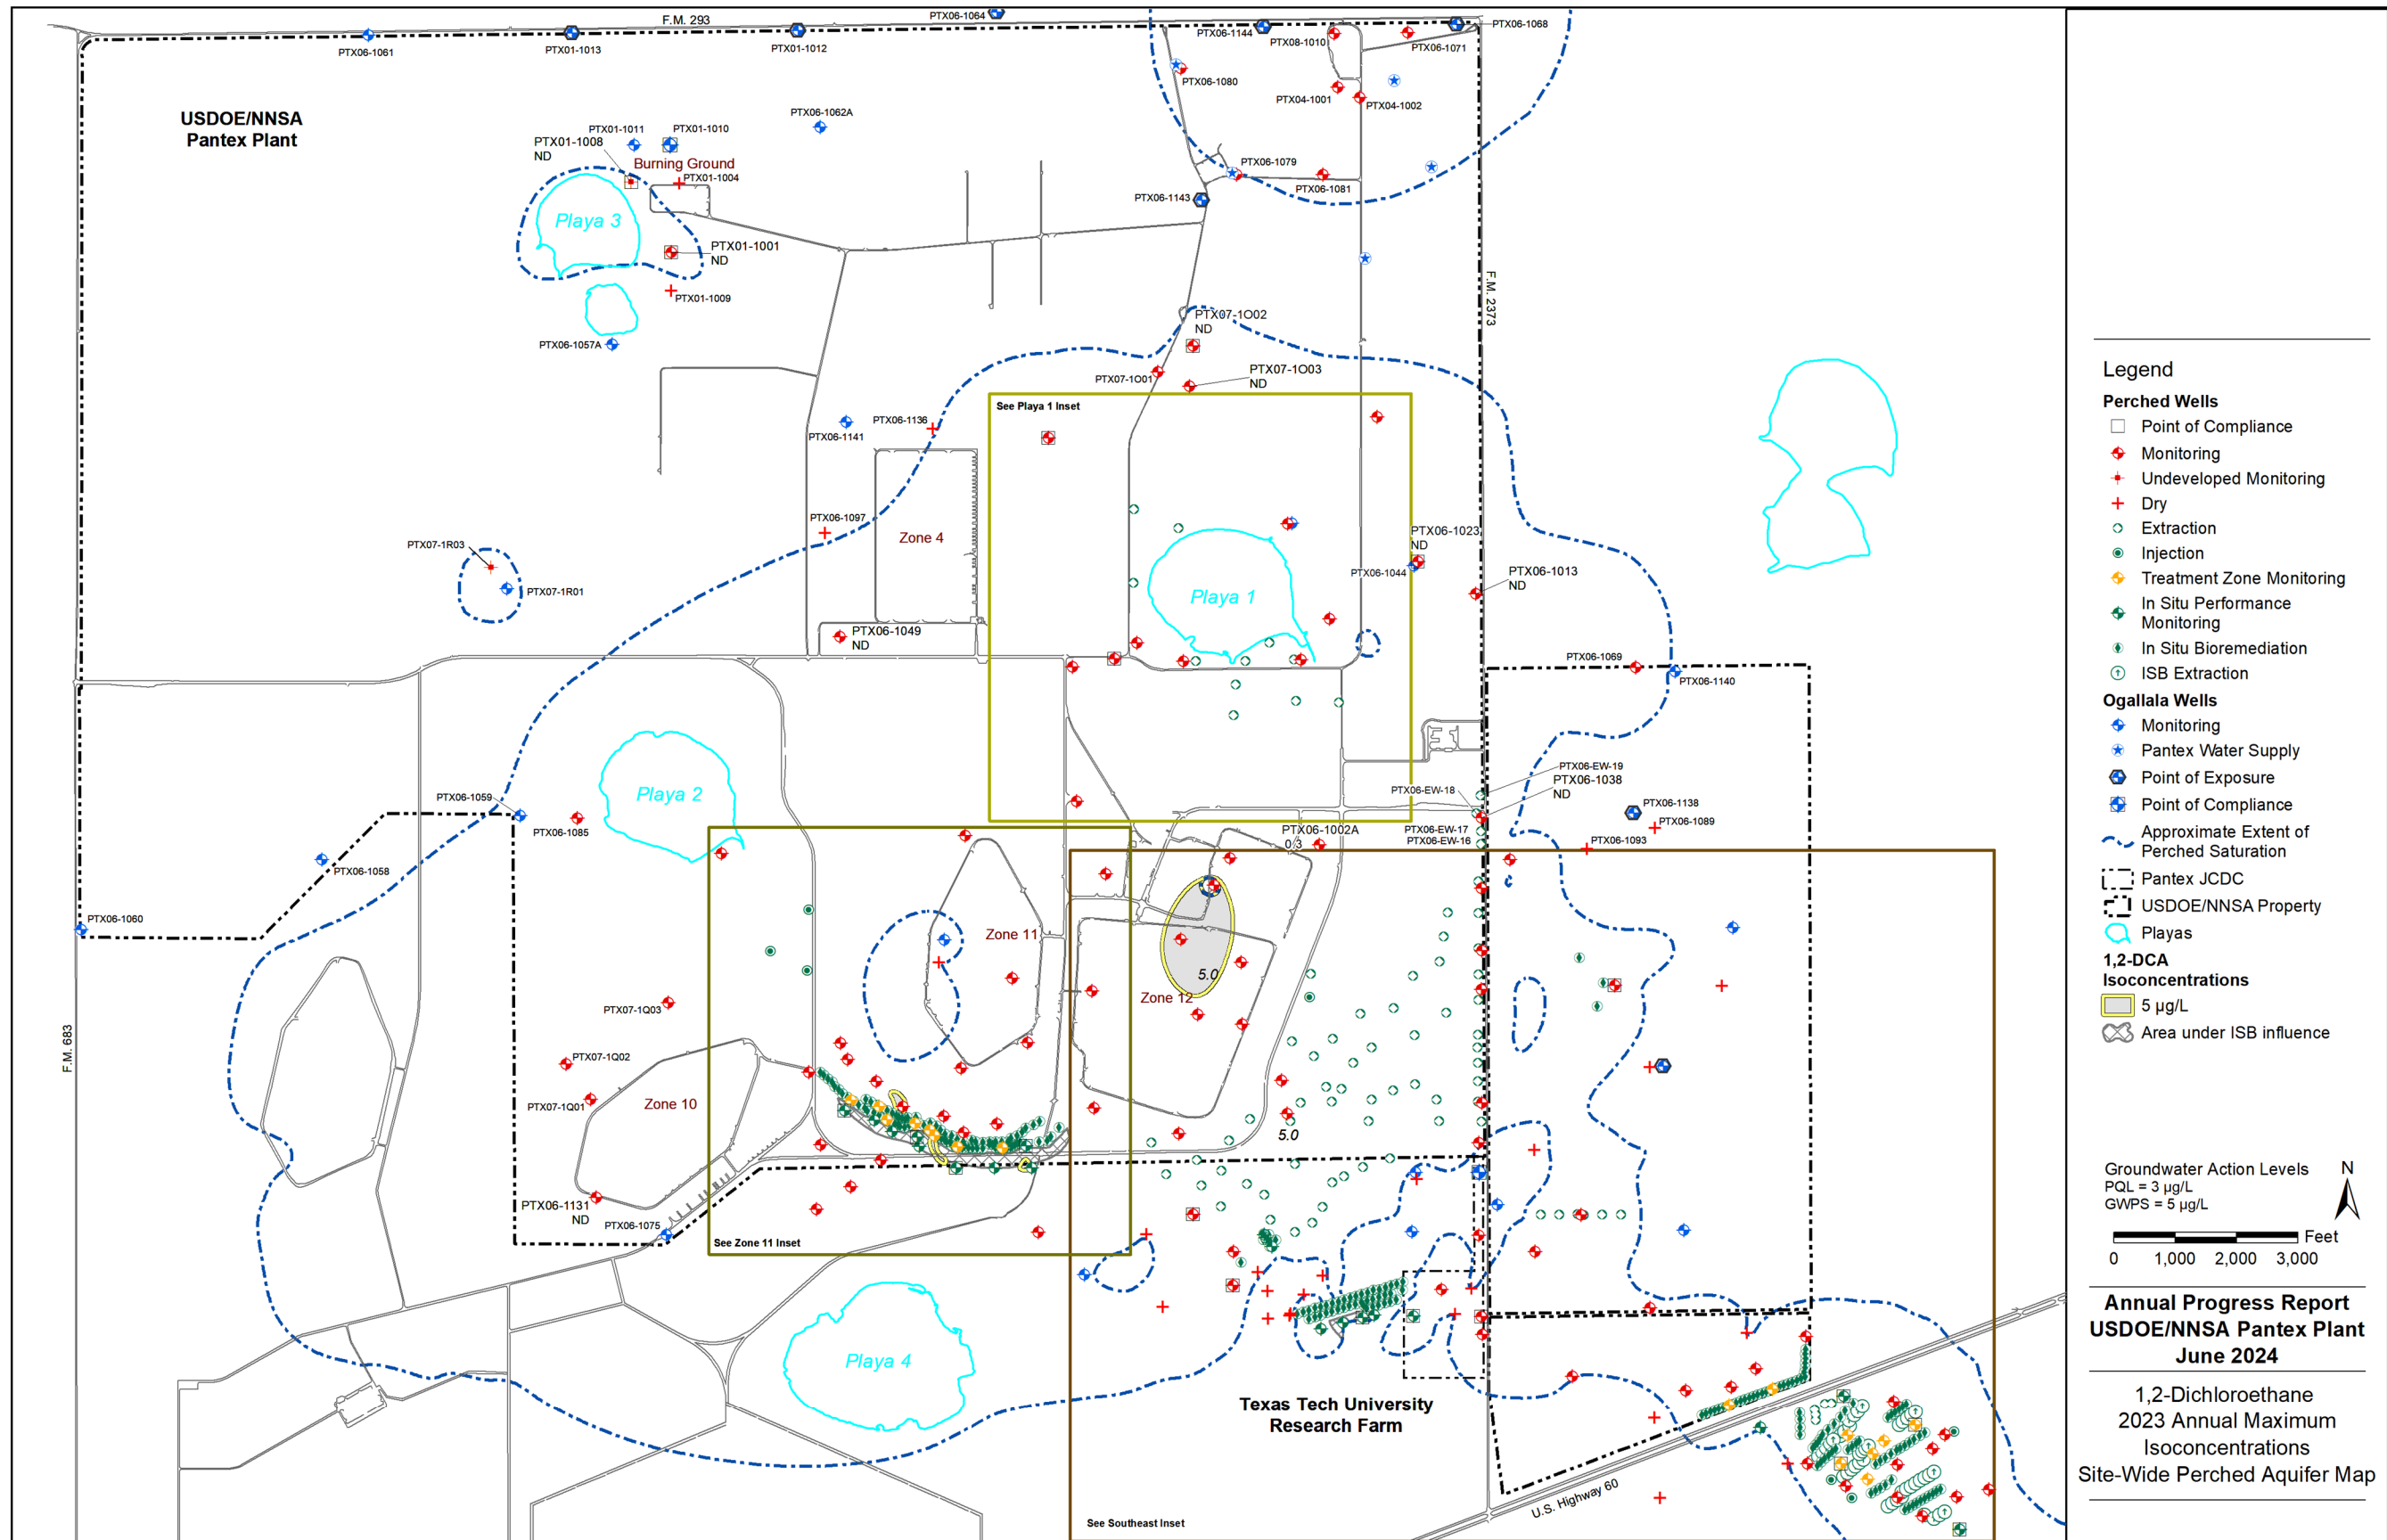 F.M. 293
PTX06-1064
PTX06-1068
PTX06-1061
PTX01-1013
PTX01-1012
PTX06-1144
PTX08-1010
PTX06-1071
USDOE/NNSA
Pantex Plant
PTX06-1080
PTX04-1001
PTX04-1002
PTX06-1062A
PTX01-1011
PTX01-1010
PTX01-1008
ND
Burning Ground
PTX01-1004
PTX06-1079
PTX06-1081
PTX06-1143
Playa 3
PTX01-1001
ND
PTX01-1009
F.M. 2373
PTX07-1O02
ND
PTX06-1057A
PTX07-1O01
PTX07-1O03
ND
See Playa 1 Inset
PTX06-1136
PTX06-1141
PTX06-1097
Zone 4
PTX06-1023
ND
PTX07-1R03
PTX06-1044
PTX06-1013
ND
PTX07-1R01
Playa 1
PTX06-1049
ND
PTX06-1069
PTX06-1140
PTX06-EW-19
PTX06-1038
ND
PTX06-EW-18
Playa 2
PTX06-1059
PTX06-1138
PTX06-1089
PTX06-1085
PTX06-1002A
0.3
PTX06-EW-17
PTX06-EW-16
PTX06-1093
PTX06-1058
PTX06-1060
Zone 11
5.0
Zone 12
PTX07-1Q03
F.M. 683
PTX07-1Q02
PTX07-1Q01
Zone 10
5.0
PTX06-1131
ND
PTX06-1075
See Zone 11 Inset
Playa 4
Texas Tech University
Research Farm
U.S. Highway 60
See Southeast Inset
Legend
Perched Wells
Point of Compliance
Monitoring
Undeveloped Monitoring
Dry
Extraction
Injection
Treatment Zone Monitoring
In Situ Performance
Monitoring
In Situ Bioremediation
ISB Extraction
Ogallala Wells
Monitoring
Pantex Water Supply
Point of Exposure
Point of Compliance
Approximate Extent of
Perched Saturation
Pantex JCDC
USDOE/NNSA Property
Playas
1,2-DCA
Isoconcentrations
5 µg/L
Area under ISB influence
Groundwater Action Levels
PQL = 3 µg/L
GWPS = 5 µg/L
N
Feet
0 1,000 2,000 3,000
Annual Progress Report
USDOE/NNSA Pantex Plant
June 2024
1,2-Dichloroethane
2023 Annual Maximum
Isoconcentrations
Site-Wide Perched Aquifer Map